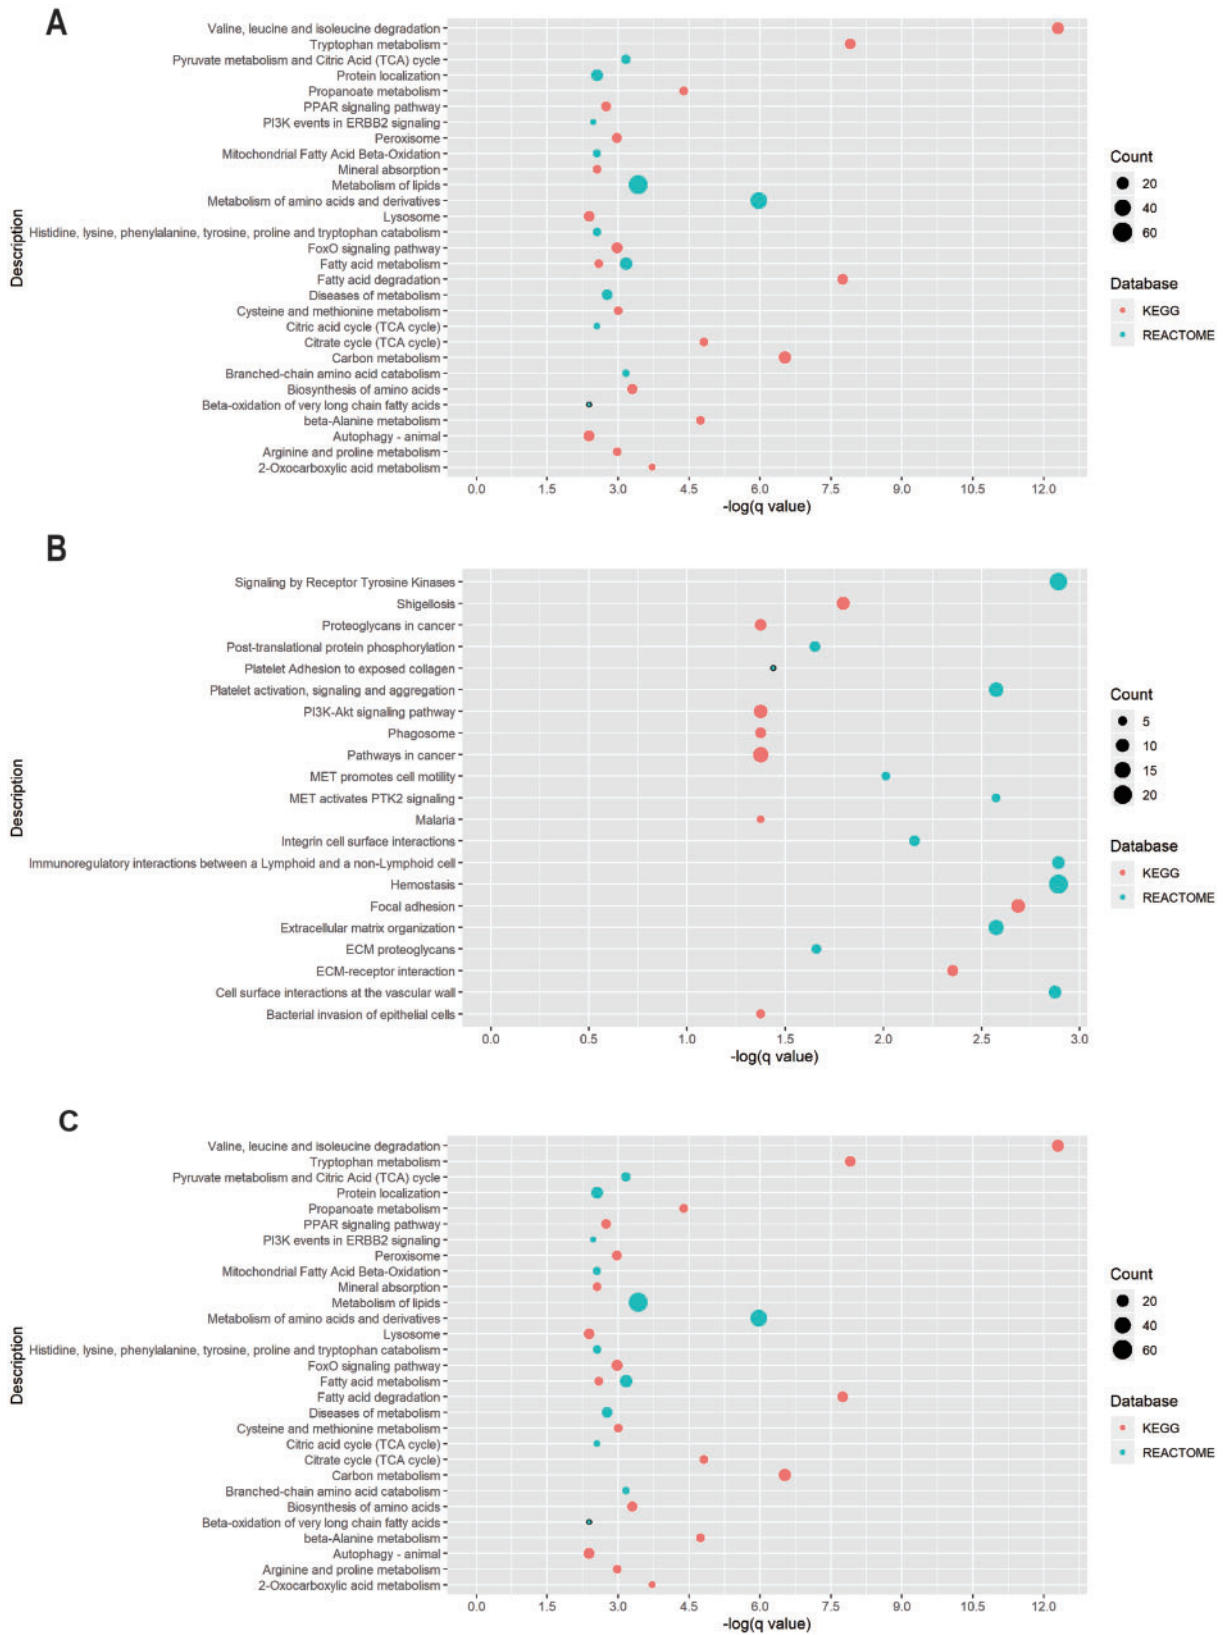 A
Valine, leucine and isoleucine degradation
Tryptophan metabolism
Pyruvate metabolism and Citric Acid (TCA) cycle
Protein localization
Propanoate metabolism
PPAR signaling pathway
PI3K events in ERBB2 signaling
Peroxisome
Mitochondrial Fatty Acid Beta-Oxidation
Mineral absorption
Metabolism of lipids
Metabolism of amino acids and derivatives
Lysosome
Histidine, lysine, phenylalanine, tyrosine, proline and tryptophan catabolism
FoxO signaling pathway
Fatty acid metabolism
Fatty acid degradation
Diseases of metabolism
Cysteine and methionine metabolism
Citric acid cycle (TCA cycle)
Citrate cycle (TCA cycle)
Carbon metabolism
Branched-chain amino acid catabolism
Biosynthesis of amino acids
Beta-oxidation of very long chain fatty acids
beta-Alanine metabolism
Autophagy - animal
Arginine and proline metabolism
2-Oxocarboxylic acid metabolism
Description
0.0 1.5 3.0 4.5 6.0 7.5 9.0 10.5 12.0
-log(q value)
Count
20
40
60
Database
KEGG
REACTOME
B
Signaling by Receptor Tyrosine Kinases
Shigellosis
Proteoglycans in cancer
Post-translational protein phosphorylation
Platelet Adhesion to exposed collagen
Platelet activation, signaling and aggregation
PI3K-Akt signaling pathway
Phagosome
Pathways in cancer
MET promotes cell motility
MET activates PTK2 signaling
Malaria
Integrin cell surface interactions
Immunoregulatory interactions between a Lymphoid and a non-Lymphoid cell
Hemostasis
Focal adhesion
Extracellular matrix organization
ECM proteoglycans
ECM-receptor interaction
Cell surface interactions at the vascular wall
Bacterial invasion of epithelial cells
Description
0.0 0.5 1.0 1.5 2.0 2.5 3.0
-log(q value)
Count
5
10
15
20
Database
KEGG
REACTOME
C
Valine, leucine and isoleucine degradation
Tryptophan metabolism
Pyruvate metabolism and Citric Acid (TCA) cycle
Protein localization
Propanoate metabolism
PPAR signaling pathway
PI3K events in ERBB2 signaling
Peroxisome
Mitochondrial Fatty Acid Beta-Oxidation
Mineral absorption
Metabolism of lipids
Metabolism of amino acids and derivatives
Lysosome
Histidine, lysine, phenylalanine, tyrosine, proline and tryptophan catabolism
FoxO signaling pathway
Fatty acid metabolism
Fatty acid degradation
Diseases of metabolism
Cysteine and methionine metabolism
Citric acid cycle (TCA cycle)
Citrate cycle (TCA cycle)
Carbon metabolism
Branched-chain amino acid catabolism
Biosynthesis of amino acids
Beta-oxidation of very long chain fatty acids
beta-Alanine metabolism
Autophagy - animal
Arginine and proline metabolism
2-Oxocarboxylic acid metabolism
Description
0.0 1.5 3.0 4.5 6.0 7.5 9.0 10.5 12.0
-log(q value)
Count
20
40
60
Database
KEGG
REACTOME